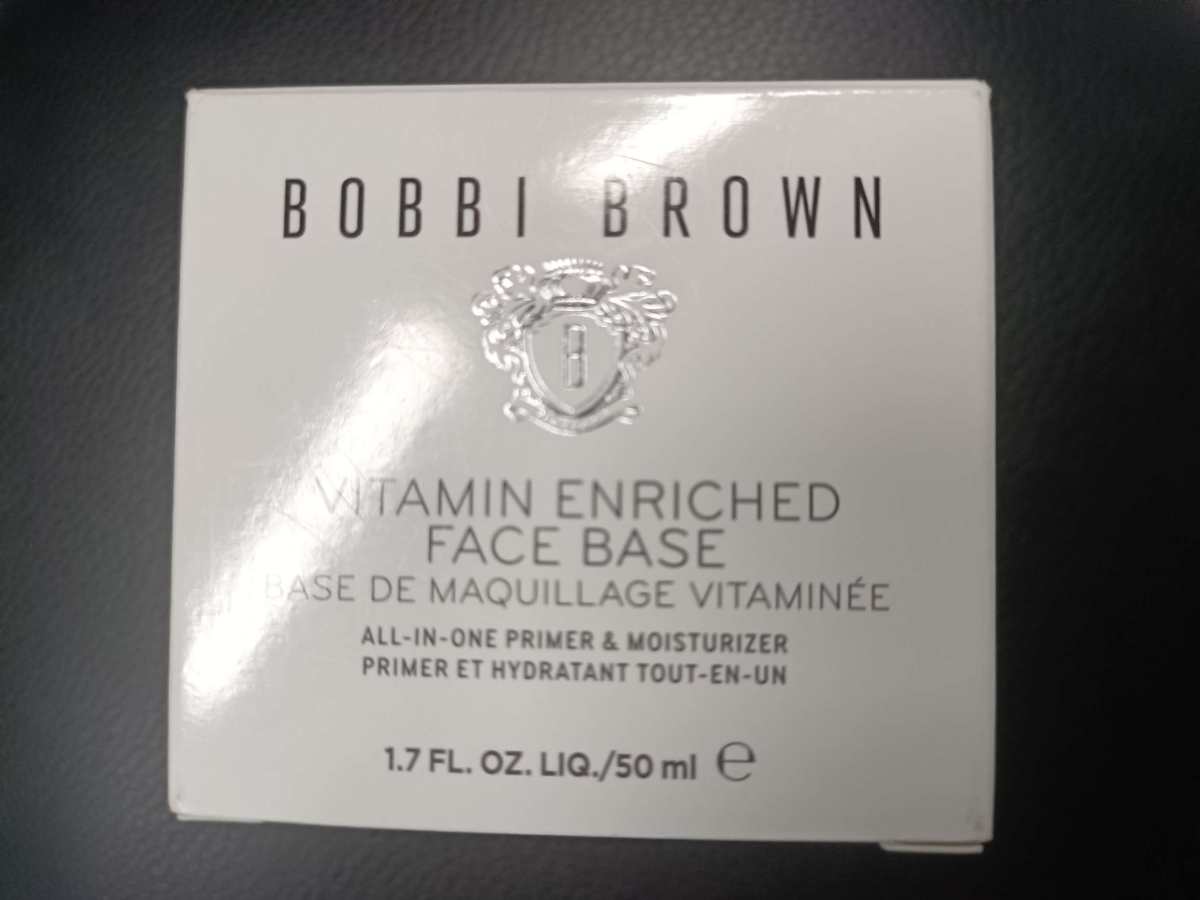 BOBBI BROWN
B
VITAMIN ENRICHED
FACE BASE
BASE DE MAQUILLAGE VITAMINÉE
ALL-IN-ONE PRIMER & MOISTURIZER
PRIMER ET HYDRATANT TOUT-EN-UN
1.7 FL. OZ. LIQ./50 ml ℮